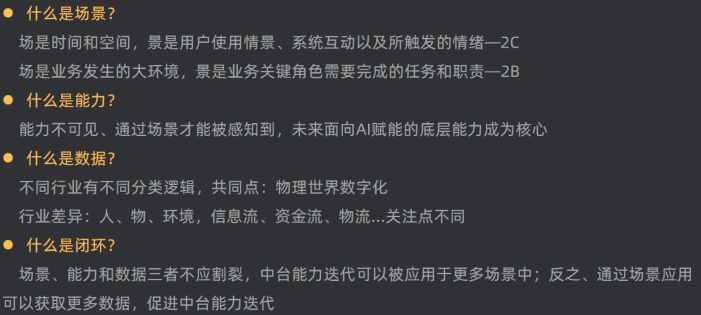 ● 什么是场景？
场是时间和空间，景是用户使用情景、系统互动以及所触发的情绪—2C
场是业务发生的大环境，景是业务关键角色需要完成的任务和职责—2B
● 什么是能力？
能力不可见、通过场景才能被感知到，未来面向AI赋能的底层能力成为核心
● 什么是数据？
不同行业有不同分类逻辑，共同点：物理世界数字化
行业差异：人、物、环境，信息流、资金流、物流...关注点不同
● 什么是闭环？
场景、能力和数据三者不应割裂，中台能力迭代可以被应用于更多场景中；反之、通过场景应用
可以获取更多数据，促进中台能力迭代